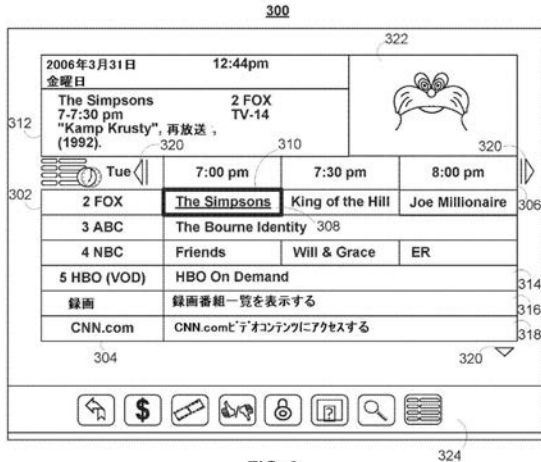 300
322
2006年3月31日 12:44pm
金曜日
The Simpsons 2 FOX
7-7:30 pm TV-14
"Kamp Krusty", 再放送,
(1992).
312
320
310
320
Tue 7:00 pm 7:30 pm 8:00 pm
302
306
2 FOX The Simpsons King of the Hill Joe Millionaire
3 ABC The Bourne Identity 308
4 NBC Friends Will & Grace ER
5 HBO (VOD) HBO On Demand 314
録画 録画番組一覧を表示する 316
CNN.com CNN.comビデオコンテンツにアクセスする 318
304
320
$ ?
324